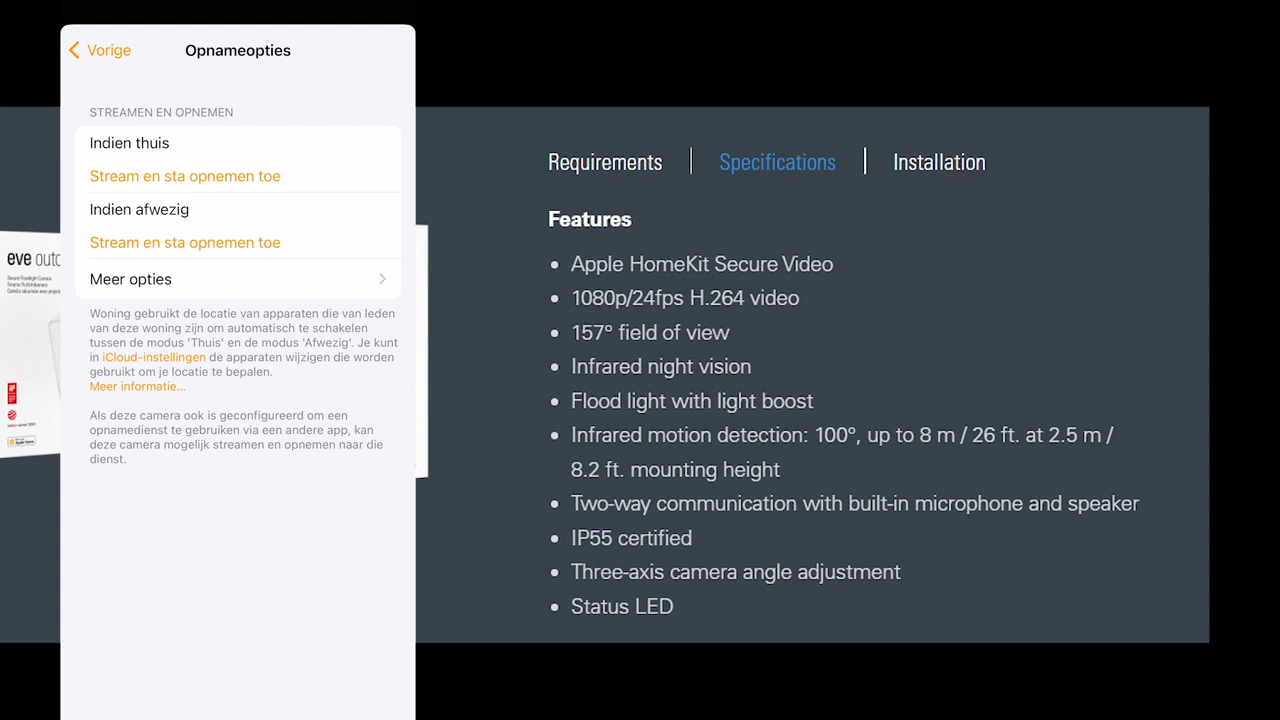 Vorige
Opnameopties
STREAMEN EN OPNEMEN
Indien thuis
Stream en sta opnemen toe
Indien afwezig
Stream en sta opnemen toe
Meer opties
Woning gebruikt de locatie van apparaten die van leden
van deze woning zijn om automatisch te schakelen
tussen de modus 'Thuis' en de modus 'Afwezig'. Je kunt
in iCloud-instellingen de apparaten wijzigen die worden
gebruikt om je locatie te bepalen.
Meer informatie...
Als deze camera ook is geconfigureerd om een
opnamedienst te gebruiken via een andere app, kan
deze camera mogelijk streamen en opnemen naar die
dienst.
eve
Requirements | Specifications | Installation
Features
• Apple HomeKit Secure Video
• 1080p/24fps H.264 video
• 157° field of view
• Infrared night vision
• Flood light with light boost
• Infrared motion detection: 100°, up to 8 m / 26 ft. at 2.5 m /
8.2 ft. mounting height
• Two-way communication with built-in microphone and speaker
• IP55 certified
• Three-axis camera angle adjustment
• Status LED